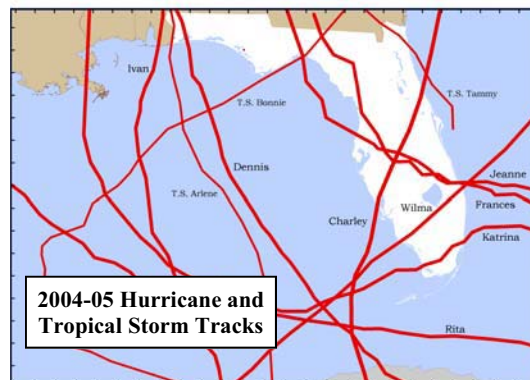 Ivan
T.S. Bonnie
T.S. Tammy
Dennis
Jeanne
T.S. Arlene
Wilma
Frances
Charley
Katrina
2004-05 Hurricane and
Tropical Storm Tracks
Rita